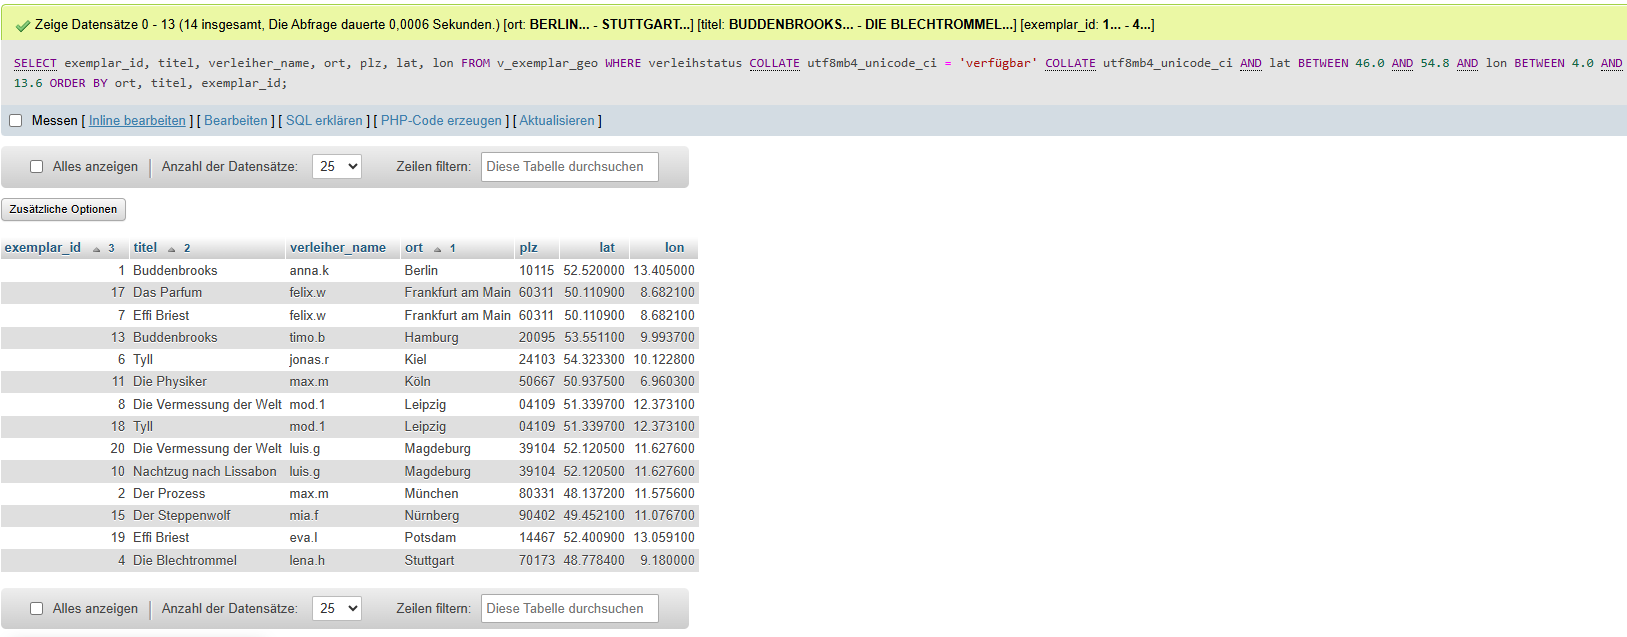 Zeige Datensätze 0 - 13 (14 insgesamt, Die Abfrage dauerte 0,0006 Sekunden.) [ort: BERLIN... - STUTTGART...] [titel: BUDDENBROOKS... - DIE BLECHTROMMEL...] [exemplar_id: 1... - 4...]
SELECT exemplar_id, titel, verleiher_name, ort, plz, lat, lon FROM v_exemplar_geo WHERE verleihstatus COLLATE utf8mb4_unicode_ci = 'verfügbar' COLLATE utf8mb4_unicode_ci AND lat BETWEEN 46.0 AND 54.8 AND lon BETWEEN 4.0 AND
13.6 ORDER BY ort, titel, exemplar_id;
Messen [ Inline bearbeiten ] [ Bearbeiten ] [ SQL erklären ] [ PHP-Code erzeugen ] [ Aktualisieren ]
Alles anzeigen Anzahl der Datensätze: 25 Zeilen filtern: Diese Tabelle durchsuchen
Zusätzliche Optionen
exemplar_id 3 titel 2 verleiher_name ort 1 plz lat lon
1 Buddenbrooks anna.k Berlin 10115 52.520000 13.405000
17 Das Parfum felix.w Frankfurt am Main 60311 50.110900 8.682100
7 Effi Briest felix.w Frankfurt am Main 60311 50.110900 8.682100
13 Buddenbrooks timo.b Hamburg 20095 53.551100 9.993700
6 Tyll jonas.r Kiel 24103 54.323300 10.122800
11 Die Physiker max.m Köln 50667 50.937500 6.960300
8 Die Vermessung der Welt mod.1 Leipzig 04109 51.339700 12.373100
18 Tyll mod.1 Leipzig 04109 51.339700 12.373100
20 Die Vermessung der Welt luis.g Magdeburg 39104 52.120500 11.627600
10 Nachtzug nach Lissabon luis.g Magdeburg 39104 52.120500 11.627600
2 Der Prozess max.m München 80331 48.137200 11.575600
15 Der Steppenwolf mia.f Nürnberg 90402 49.452100 11.076700
19 Effi Briest eva.l Potsdam 14467 52.400900 13.059100
4 Die Blechtrommel lena.h Stuttgart 70173 48.778400 9.180000
Alles anzeigen Anzahl der Datensätze: 25 Zeilen filtern: Diese Tabelle durchsuchen